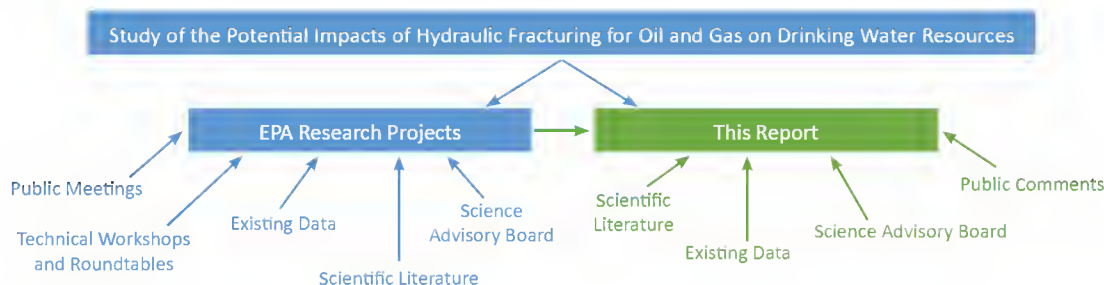 Study of the Potential Impacts of Hydraulic Fracturing for Oil and Gas on Drinking Water Resources
EPA Research Projects
This Report
Public Meetings
Technical Workshops
and Roundtables
Existing Data
Scientific Literature
Science
Advisory Board
Scientific
Literature
Existing Data
Science Advisory Board
Public Comments